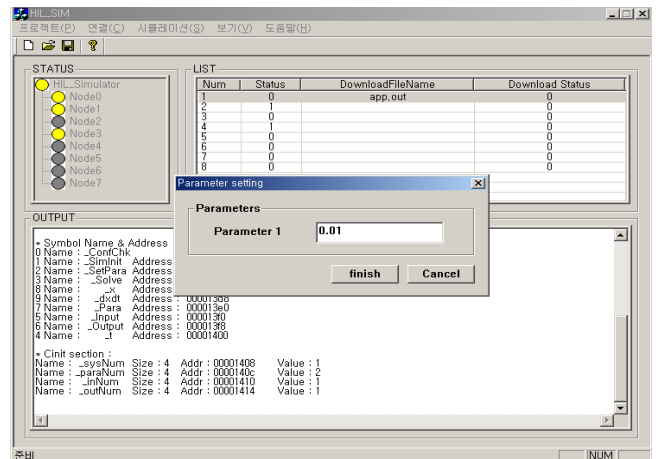 HIL_SIM
프로젝트(P) 연결(C) 시뮬레이션(S) 보기(V) 도움말(H)
STATUS
HIL_Simulator
Node0
Node1
Node2
Node3
Node4
Node5
Node6
Node7
LIST
Num Status DownloadFileName Download Status
1 0 app.out 0
2 1 0
3 0 0
4 1 0
5 0 0
6 0 0
7 0 0
8 0 0
Parameter setting
Parameters
Parameter 1 0.01
finish Cancel
OUTPUT
* Symbol Name & Address
0 Name : _ConfChk
1 Name : _SimInit Address
2 Name : _SetPara Address
3 Name : _Solve Address
8 Name : _x Address
9 Name : _dxdt Address : 000013d8
7 Name : _Para Address : 000013e0
5 Name : _Input Address : 000013f0
6 Name : _Output Address : 000013f8
4 Name : _t Address : 00001400
* Cinit section :
Name : _sysNum Size : 4 Addr : 00001408 Value : 1
Name : _paraNum Size : 4 Addr : 0000140c Value : 2
Name : _inNum Size : 4 Addr : 00001410 Value : 1
Name : _outNum Size : 4 Addr : 00001414 Value : 1
준비 NUM